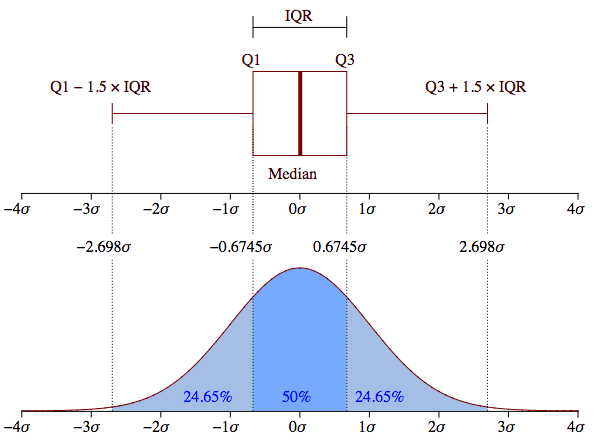 IQR
Q1 Q3
Q1 − 1.5 × IQR Q3 + 1.5 × IQR
Median
−4σ −3σ −2σ −1σ 0σ 1σ 2σ 3σ 4σ
−2.698σ −0.6745σ 0.6745σ 2.698σ
24.65% 50% 24.65%
−4σ −3σ −2σ −1σ 0σ 1σ 2σ 3σ 4σ